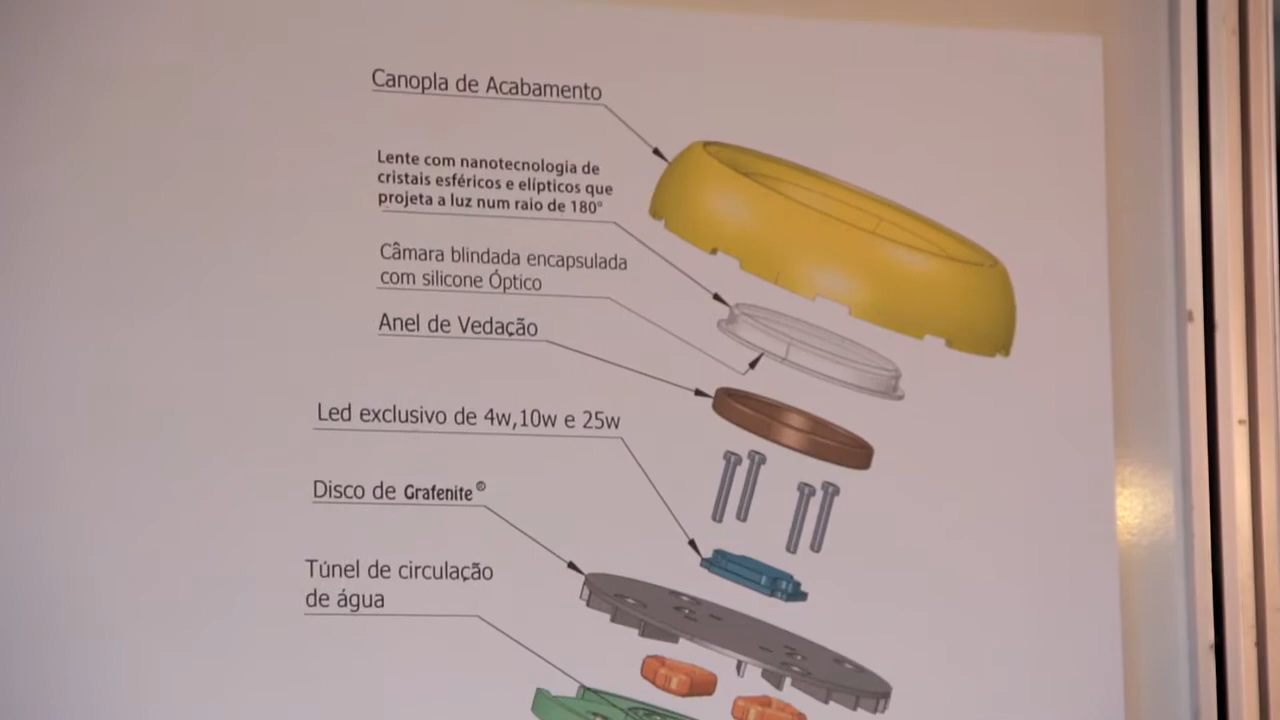 Canopla de Acabamento
Lente com nanotecnologia de
cristais esféricos e elípticos que
projeta a luz num raio de 180°
Câmara blindada encapsulada
com silicone Óptico
Anel de Vedação
Led exclusivo de 4w,10w e 25w
Disco de Grafenite®
Túnel de circulação
de água